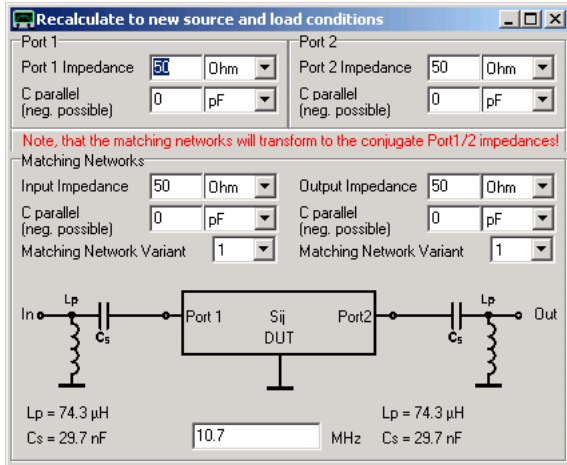 Recalculate to new source and load conditions
Port 1
Port 2
Port 1 Impedance 50 Ohm
Port 2 Impedance 50 Ohm
C parallel
(neg. possible) 0 pF
C parallel
(neg. possible) 0 pF
Note, that the matching networks will transform to the conjugate Port1/2 impedances!
Matching Networks
Input Impedance 50 Ohm
Output Impedance 50 Ohm
C parallel
(neg. possible) 0 pF
C parallel
(neg. possible) 0 pF
Matching Network Variant 1
Matching Network Variant 1
Lp
Lp
In
Port 1 Sij Port2
Out
Cs
DUT
Cs
Lp = 74.3 µH
Lp = 74.3 µH
Cs = 29.7 nF
10.7 MHz
Cs = 29.7 nF